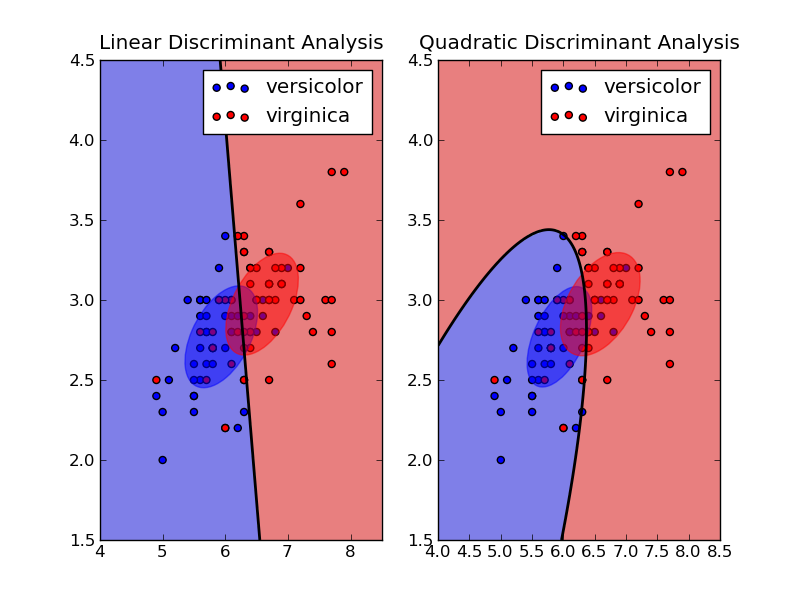 Linear Discriminant Analysis
versicolor
virginica
4.5
4.0
3.5
3.0
2.5
2.0
1.5
4 5 6 7 8
Quadratic Discriminant Analysis
versicolor
virginica
4.5
4.0
3.5
3.0
2.5
2.0
1.5
4.0 4.5 5.0 5.5 6.0 6.5 7.0 7.5 8.0 8.5